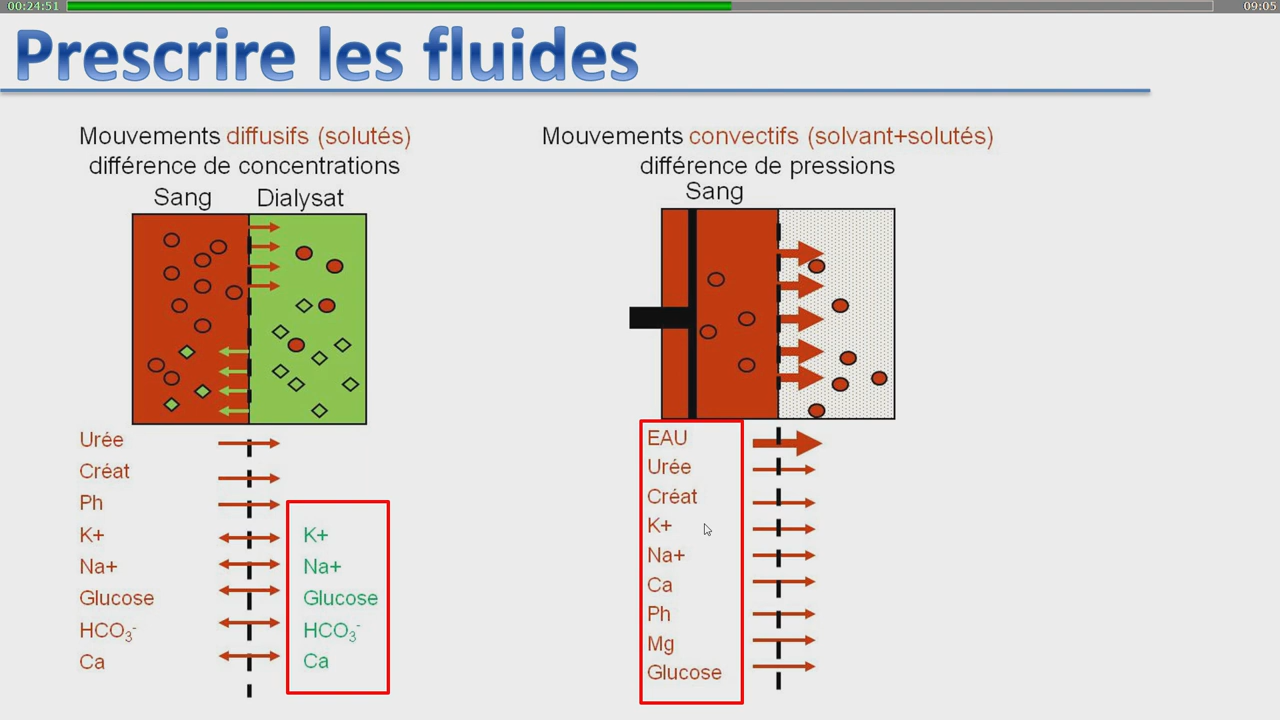 00:24:51
09:05
Prescrire les fluides
Mouvements diffusifs (solutés)
différence de concentrations
Sang
Dialysat
Urée
Créat
Ph
K+
Na+
Glucose
HCO₃⁻
Ca
K+
Na+
Glucose
HCO₃⁻
Ca
Mouvements convectifs (solvant+solutés)
différence de pressions
Sang
EAU
Urée
Créat
K+
Na+
Ca
Ph
Mg
Glucose